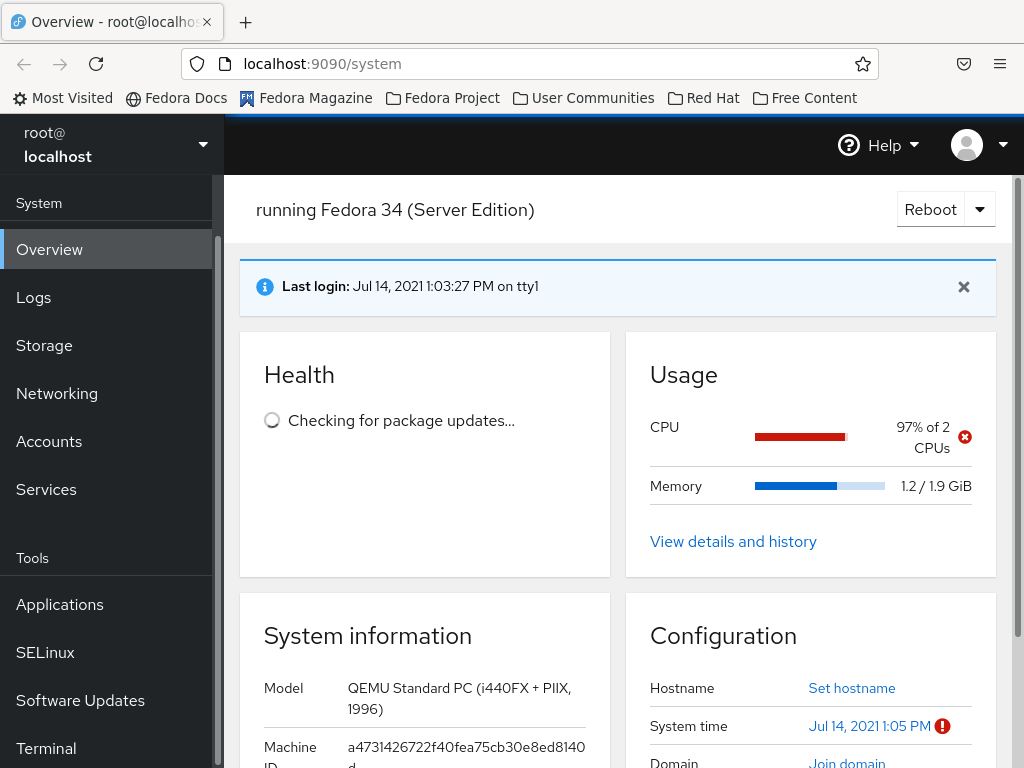 Overview - root@localhos
localhost:9090/system
Most Visited Fedora Docs Fedora Magazine Fedora Project User Communities Red Hat Free Content
root@
localhost
Help
System
Overview
Logs
Storage
Networking
Accounts
Services
Tools
Applications
SELinux
Software Updates
Terminal
running Fedora 34 (Server Edition)
Reboot
Last login: Jul 14, 2021 1:03:27 PM on tty1
Health
Checking for package updates...
Usage
CPU 97% of 2
CPUs
Memory 1.2 / 1.9 GiB
View details and history
System information
Model QEMU Standard PC (i440FX + PIIX,
1996)
Machine a4731426722f40fea75cb30e8ed8140
ID d
Configuration
Hostname Set hostname
System time Jul 14, 2021 1:05 PM
Domain Join domain